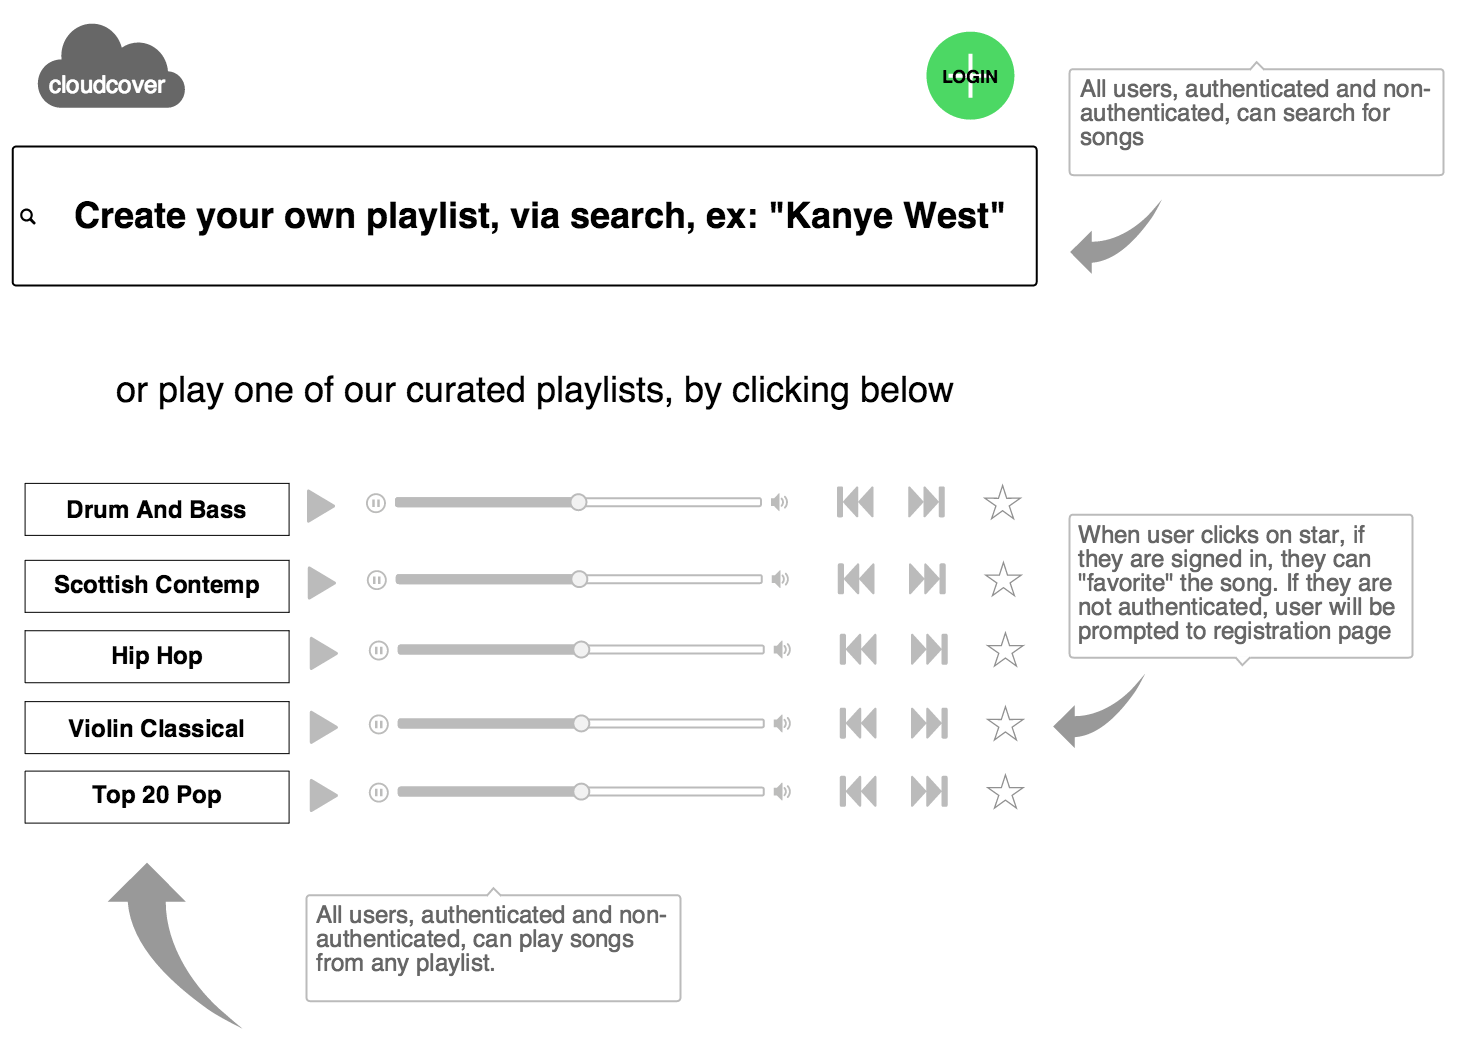 cloudcover
LOGIN
All users, authenticated and non-
authenticated, can search for
songs
Create your own playlist, via search, ex: "Kanye West"
or play one of our curated playlists, by clicking below
Drum And Bass
Scottish Contemp
Hip Hop
Violin Classical
Top 20 Pop
When user clicks on star, if
they are signed in, they can
"favorite" the song. If they are
not authenticated, user will be
prompted to registration page
All users, authenticated and non-
authenticated, can play songs
from any playlist.